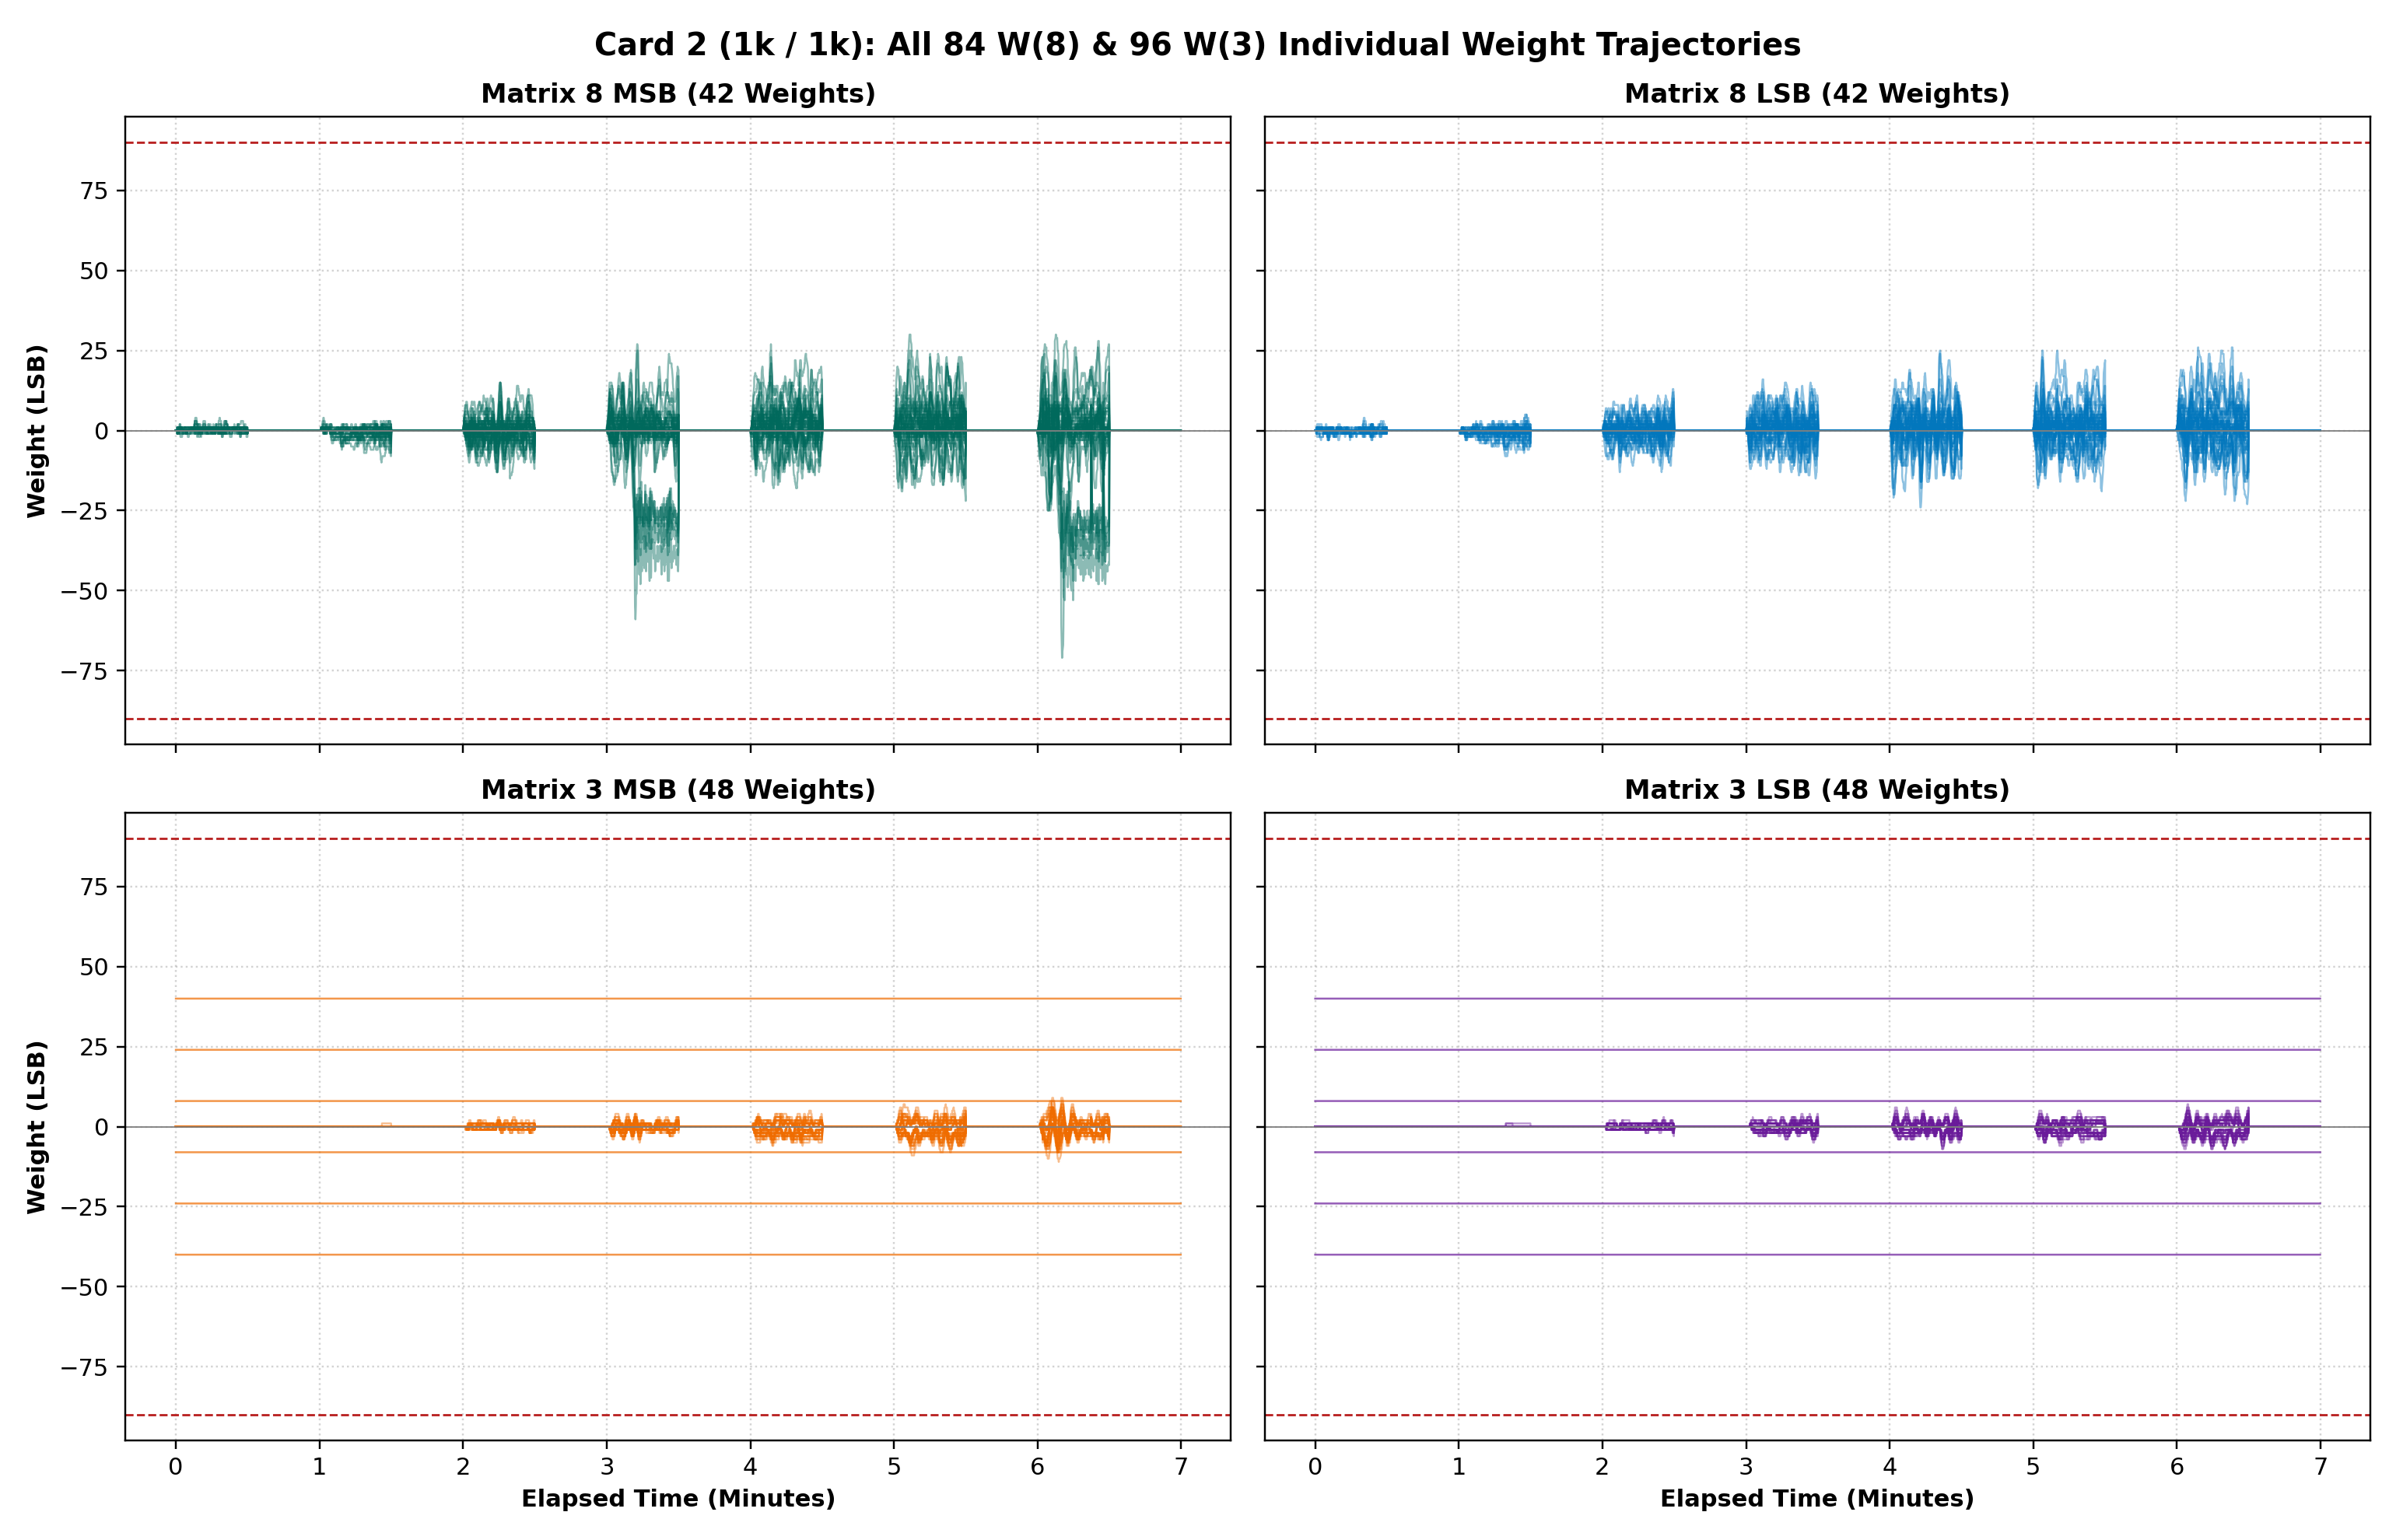 Card 2 (1k / 1k): All 84 W(8) & 96 W(3) Individual Weight Trajectories
Matrix 8 MSB (42 Weights)
Matrix 8 LSB (42 Weights)
Weight (LSB)
75
50
25
0
−25
−50
−75
Matrix 3 MSB (48 Weights)
Matrix 3 LSB (48 Weights)
Weight (LSB)
75
50
25
0
−25
−50
−75
0 1 2 3 4 5 6 7
0 1 2 3 4 5 6 7
Elapsed Time (Minutes)
Elapsed Time (Minutes)